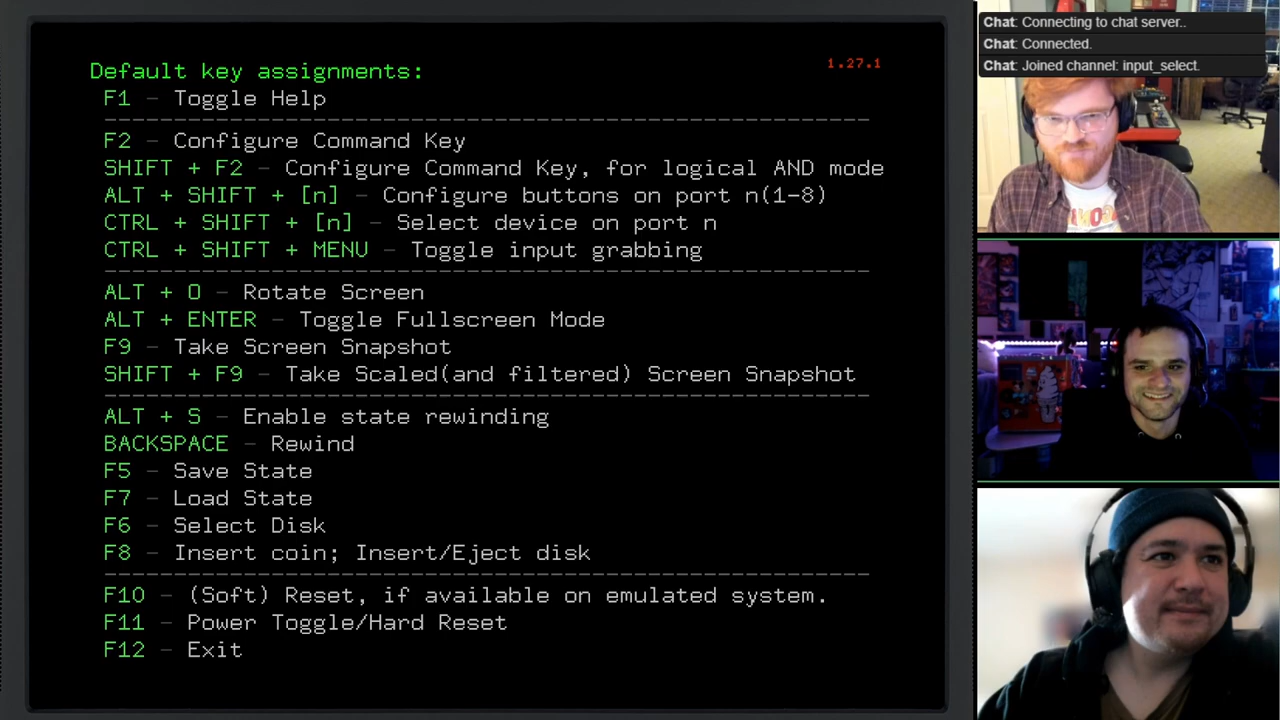 Default key assignments:
1.27.1
F1 - Toggle Help
F2 - Configure Command Key
SHIFT + F2 - Configure Command Key, for logical AND mode
ALT + SHIFT + [n] - Configure buttons on port n(1-8)
CTRL + SHIFT + [n] - Select device on port n
CTRL + SHIFT + MENU - Toggle input grabbing
ALT + O - Rotate Screen
ALT + ENTER - Toggle Fullscreen Mode
F9 - Take Screen Snapshot
SHIFT + F9 - Take Scaled(and filtered) Screen Snapshot
ALT + S - Enable state rewinding
BACKSPACE - Rewind
F5 - Save State
F7 - Load State
F6 - Select Disk
F8 - Insert coin; Insert/Eject disk
F10 - (Soft) Reset, if available on emulated system.
F11 - Power Toggle/Hard Reset
F12 - Exit
Chat: Connecting to chat server..
Chat: Connected.
Chat: Joined channel: input_select.